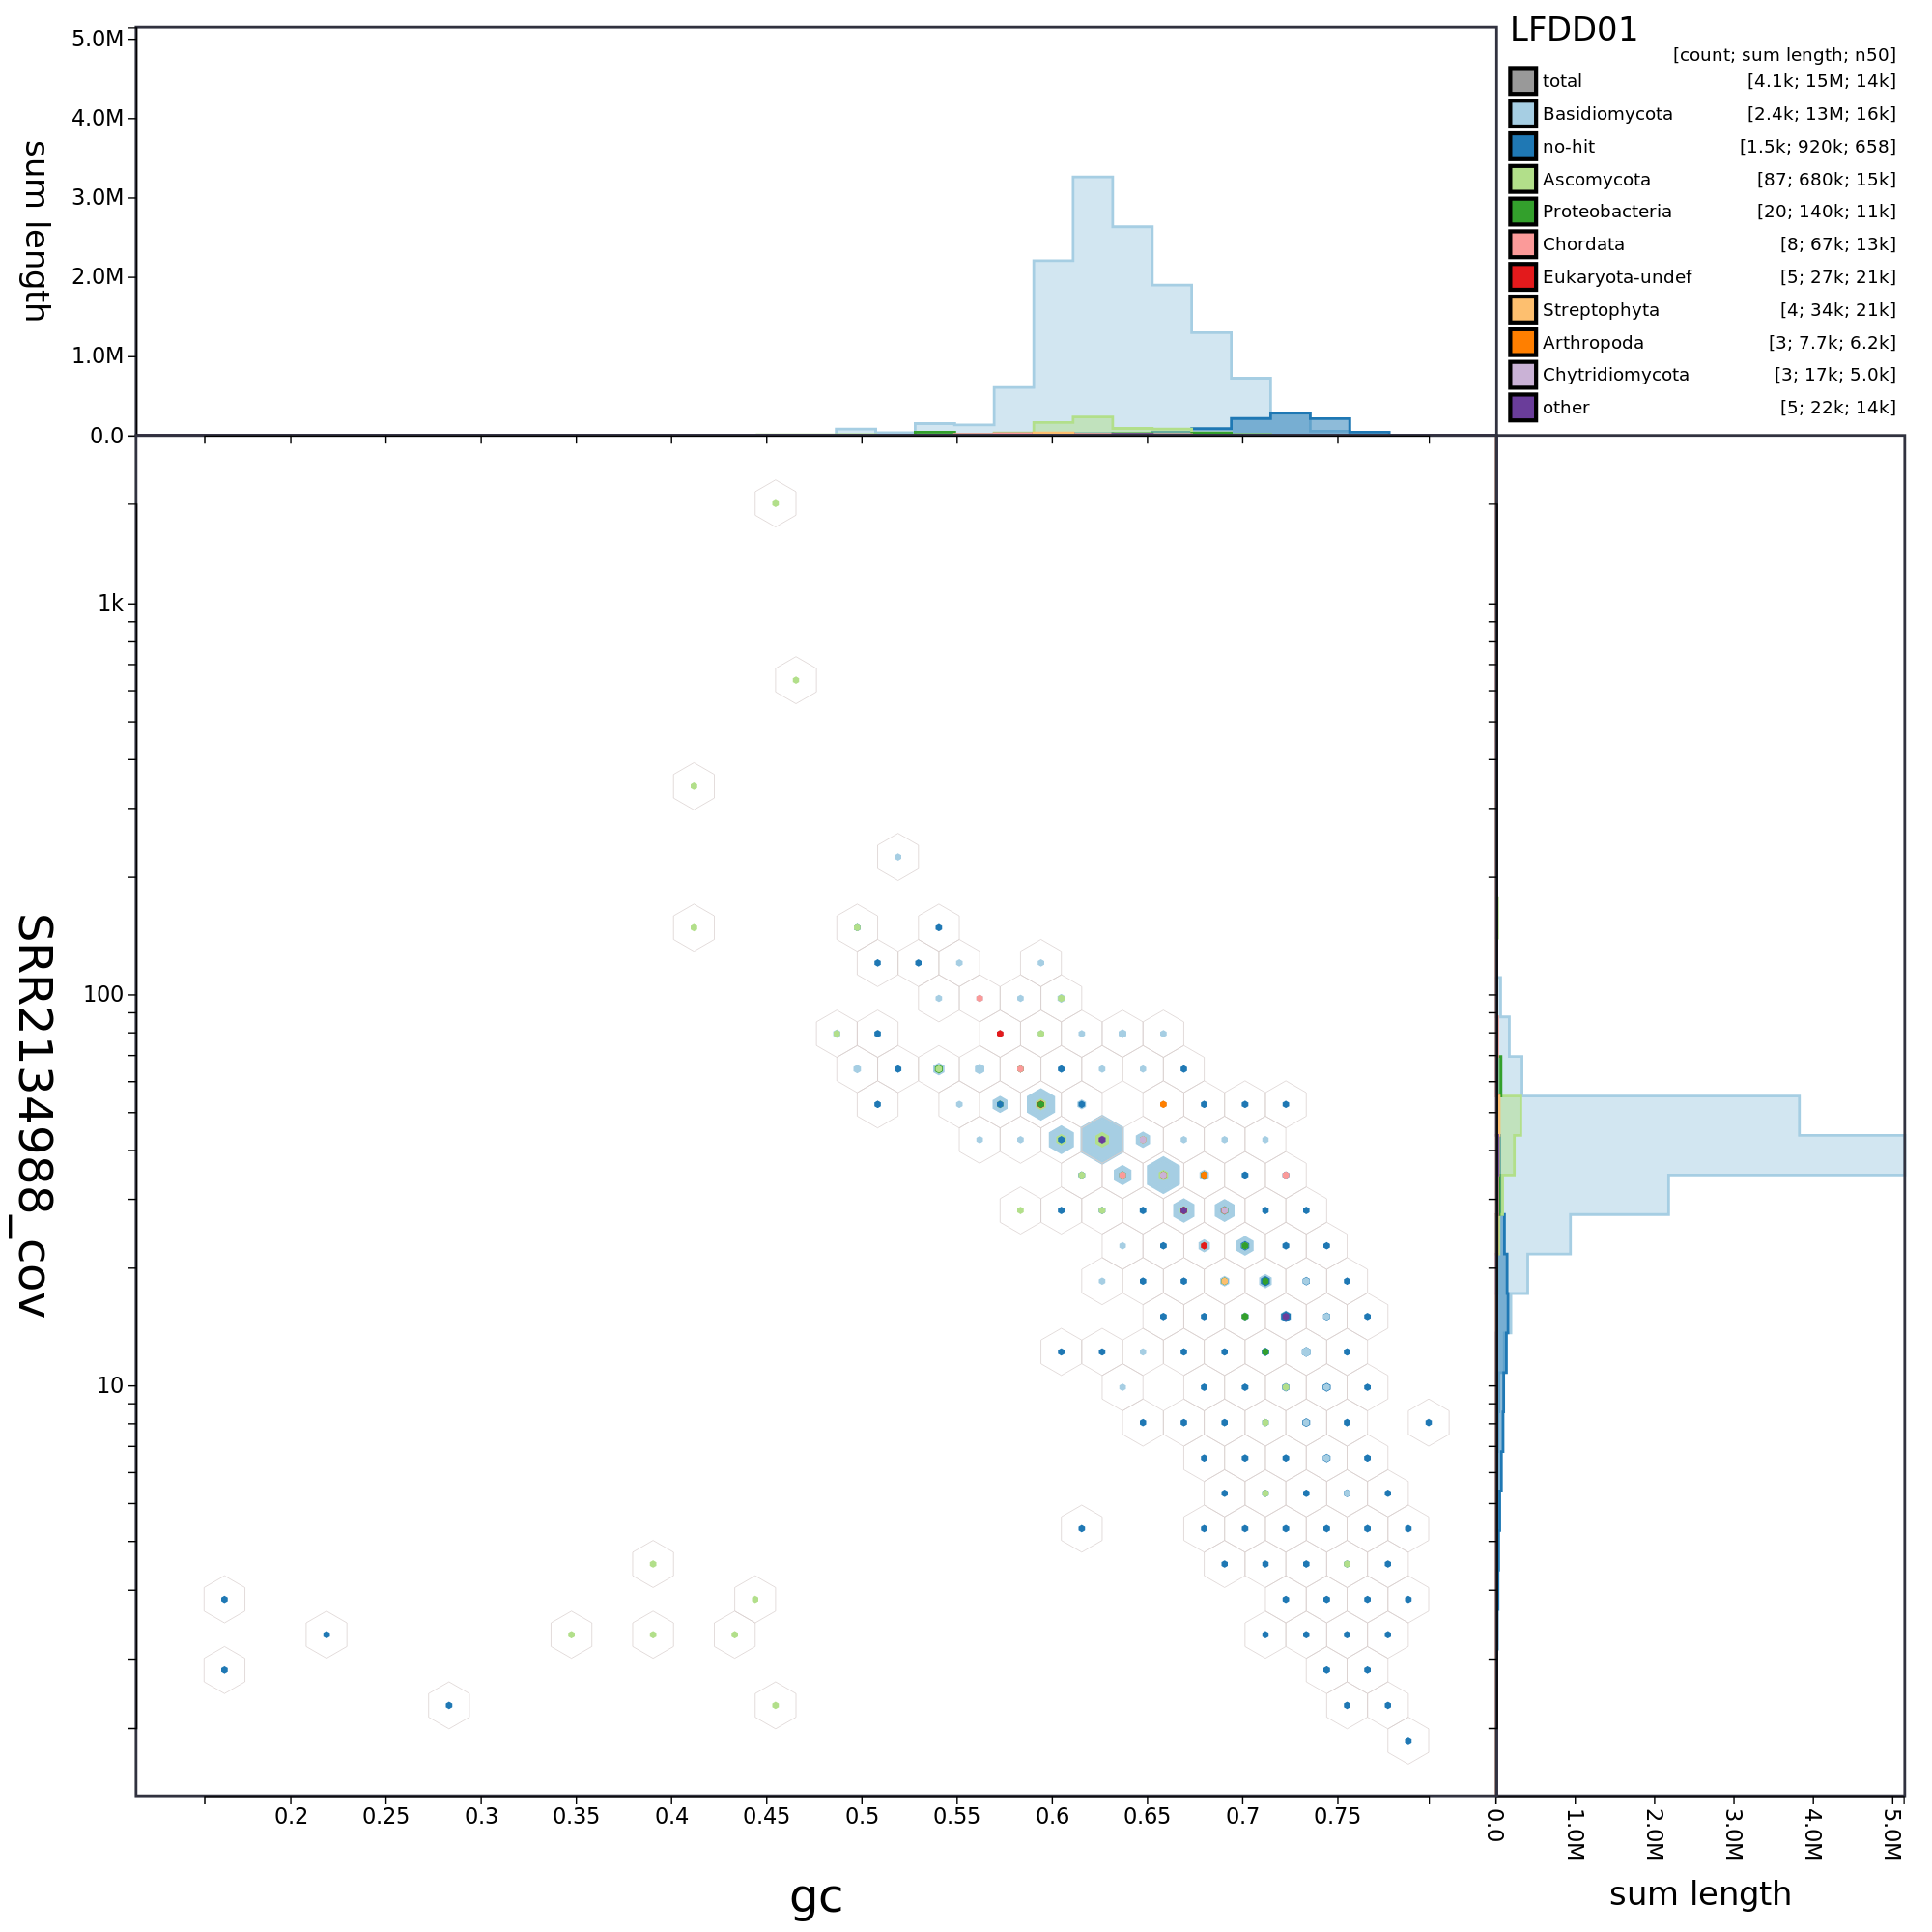 LFDD01
[count; sum length; n50]
total [4.1k; 15M; 14k]
Basidiomycota [2.4k; 13M; 16k]
no-hit [1.5k; 920k; 658]
Ascomycota [87; 680k; 15k]
Proteobacteria [20; 140k; 11k]
Chordata [8; 67k; 13k]
Eukaryota-undef [5; 27k; 21k]
Streptophyta [4; 34k; 21k]
Arthropoda [3; 7.7k; 6.2k]
Chytridiomycota [3; 17k; 5.0k]
other [5; 22k; 14k]
5.0M
4.0M
3.0M
2.0M
1.0M
0.0
sum length
1k
100
10
SRR2134988_cov
0.2 0.25 0.3 0.35 0.4 0.45 0.5 0.55 0.6 0.65 0.7 0.75
gc
0.0 1.0M 2.0M 3.0M 4.0M 5.0M
sum length